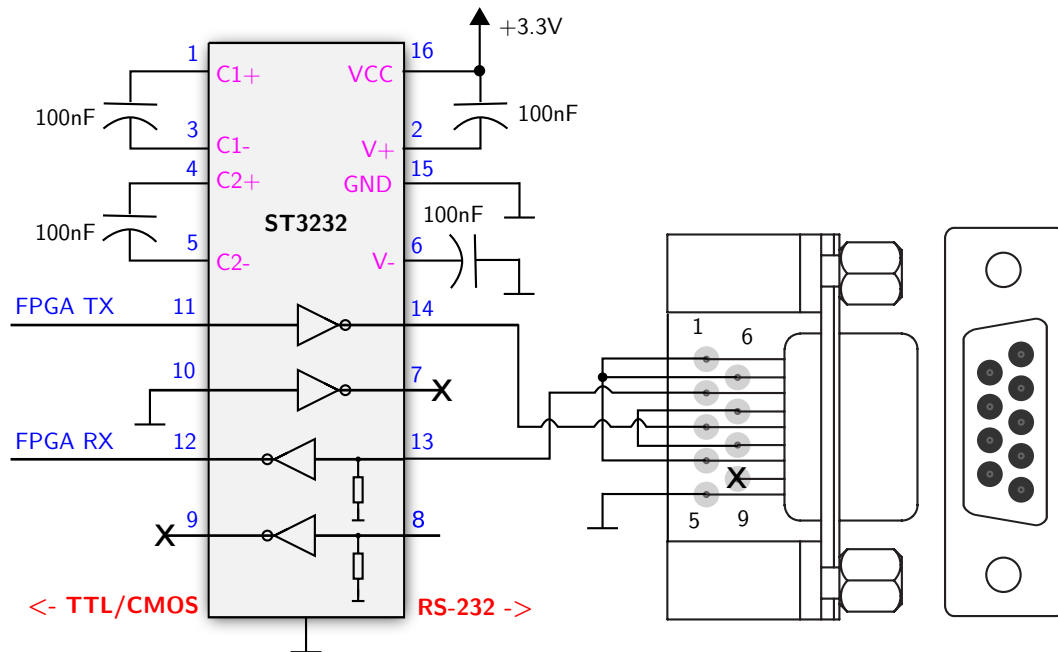 +3.3V
1
16
C1+
VCC
100nF
100nF
3
2
C1-
V+
4
15
C2+
GND
100nF
ST3232
100nF
5
6
C2-
V-
FPGA TX
11
14
1
6
10
7
X
FPGA RX
12
13
X
9
8
X
5
9
<- TTL/CMOS
RS-232 ->